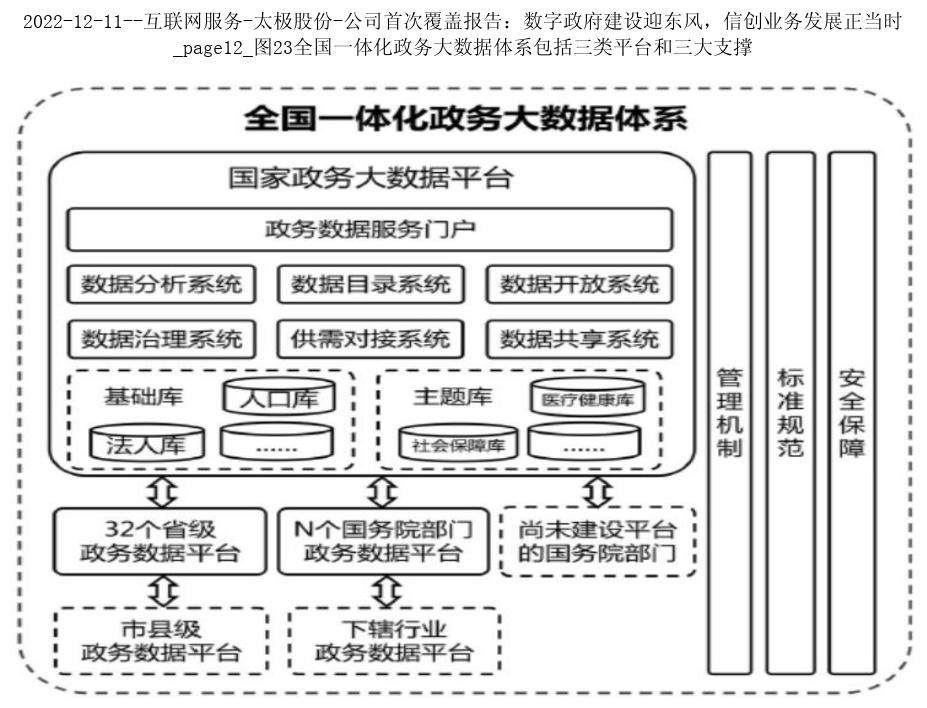 2022-12-11--互联网服务-太极股份-公司首次覆盖报告：数字政府建设迎东风，信创业务发展正当时
_page12_图23全国一体化政务大数据体系包括三类平台和三大支撑
全国一体化政务大数据体系
国家政务大数据平台
政务数据服务门户
数据分析系统
数据目录系统
数据开放系统
数据治理系统
供需对接系统
数据共享系统
基础库
人口库
法人库
......
主题库
医疗健康库
社会保障库
......
32个省级
政务数据平台
N个国务院部门
政务数据平台
尚未建设平台
的国务院部门
市县级
政务数据平台
下辖行业
政务数据平台
管理机制
标准规范
安全保障